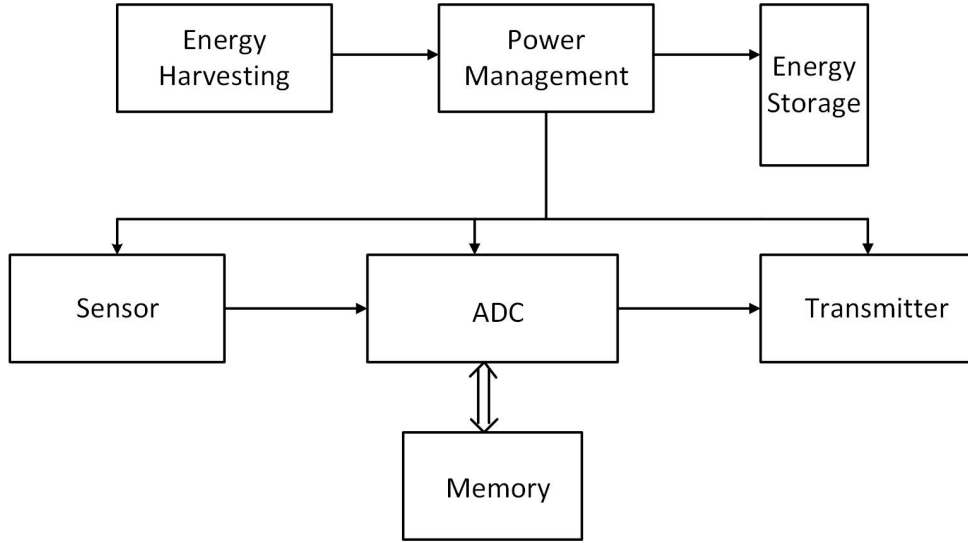 Energy
Harvesting
Power
Management
Energy
Storage
Sensor
ADC
Transmitter
Memory